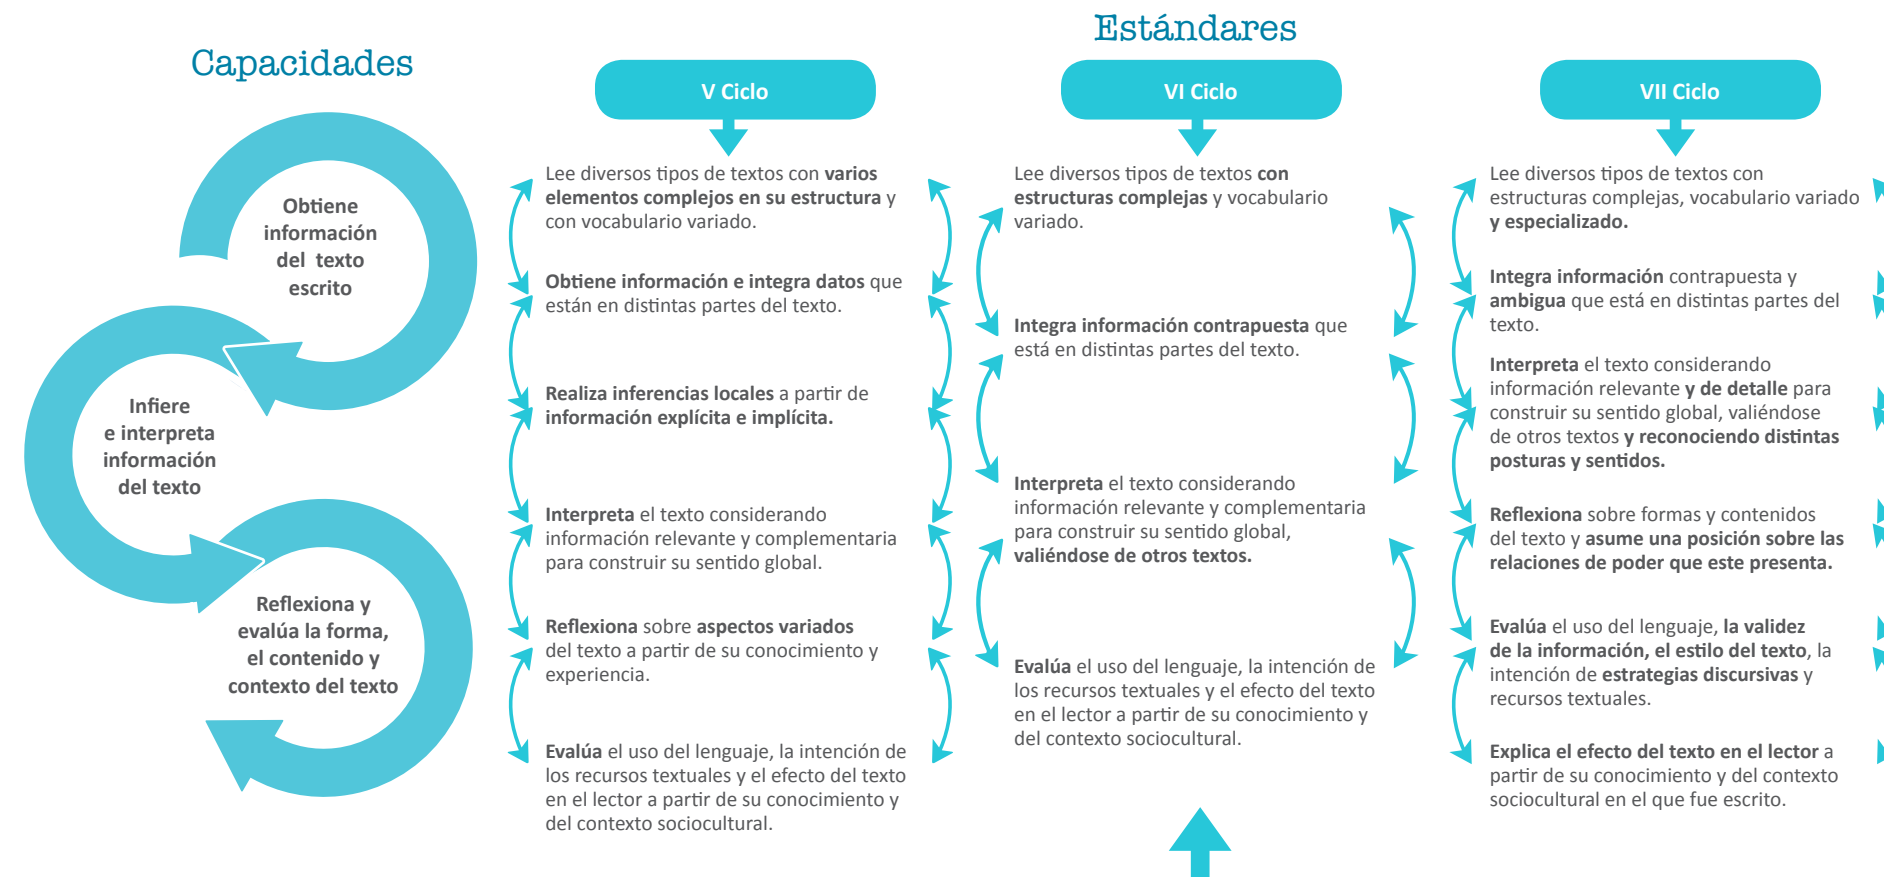 Capacidades
Obtiene
información
del texto
escrito
Infiere
e interpreta
información
del texto
Reflexiona y
evalúa la forma,
el contenido y
contexto del texto
Estándares
V Ciclo
Lee diversos tipos de textos con varios
elementos complejos en su estructura y
con vocabulario variado.
Obtiene información e integra datos que
están en distintas partes del texto.
Realiza inferencias locales a partir de
información explícita e implícita.
Interpreta el texto considerando
información relevante y complementaria
para construir su sentido global.
Reflexiona sobre aspectos variados
del texto a partir de su conocimiento y
experiencia.
Evalúa el uso del lenguaje, la intención de
los recursos textuales y el efecto del texto
en el lector a partir de su conocimiento y
del contexto sociocultural.
VI Ciclo
Lee diversos tipos de textos con
estructuras complejas y vocabulario
variado.
Integra información contrapuesta que
está en distintas partes del texto.
Interpreta el texto considerando
información relevante y complementaria
para construir su sentido global,
valiéndose de otros textos.
Evalúa el uso del lenguaje, la intención de
los recursos textuales y el efecto del texto
en el lector a partir de su conocimiento y
del contexto sociocultural.
VII Ciclo
Lee diversos tipos de textos con
estructuras complejas, vocabulario variado
y especializado.
Integra información contrapuesta y
ambigua que está en distintas partes del
texto.
Interpreta el texto considerando
información relevante y de detalle para
construir su sentido global, valiéndose
de otros textos y reconociendo distintas
posturas y sentidos.
Reflexiona sobre formas y contenidos
del texto y asume una posición sobre las
relaciones de poder que este presenta.
Evalúa el uso del lenguaje, la validez
de la información, el estilo del texto, la
intención de estrategias discursivas y
recursos textuales.
Explica el efecto del texto en el lector a
partir de su conocimiento y del contexto
sociocultural en el que fue escrito.